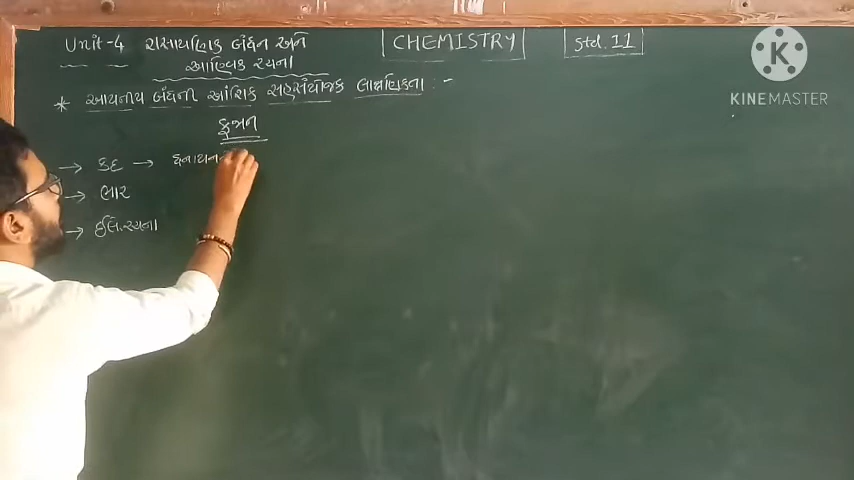 Unit-4 રાસાયણિક બંધન અને
આણ્વિક રચના
CHEMISTRY
Std. 11
* આયનીય બંધની આંશિક સહસંયોજક લાક્ષણિકતા :-
ફજાન
→ કદ → ધનાયન
→ ભાર
→ ઈલે. રચના
K
KINEMASTER